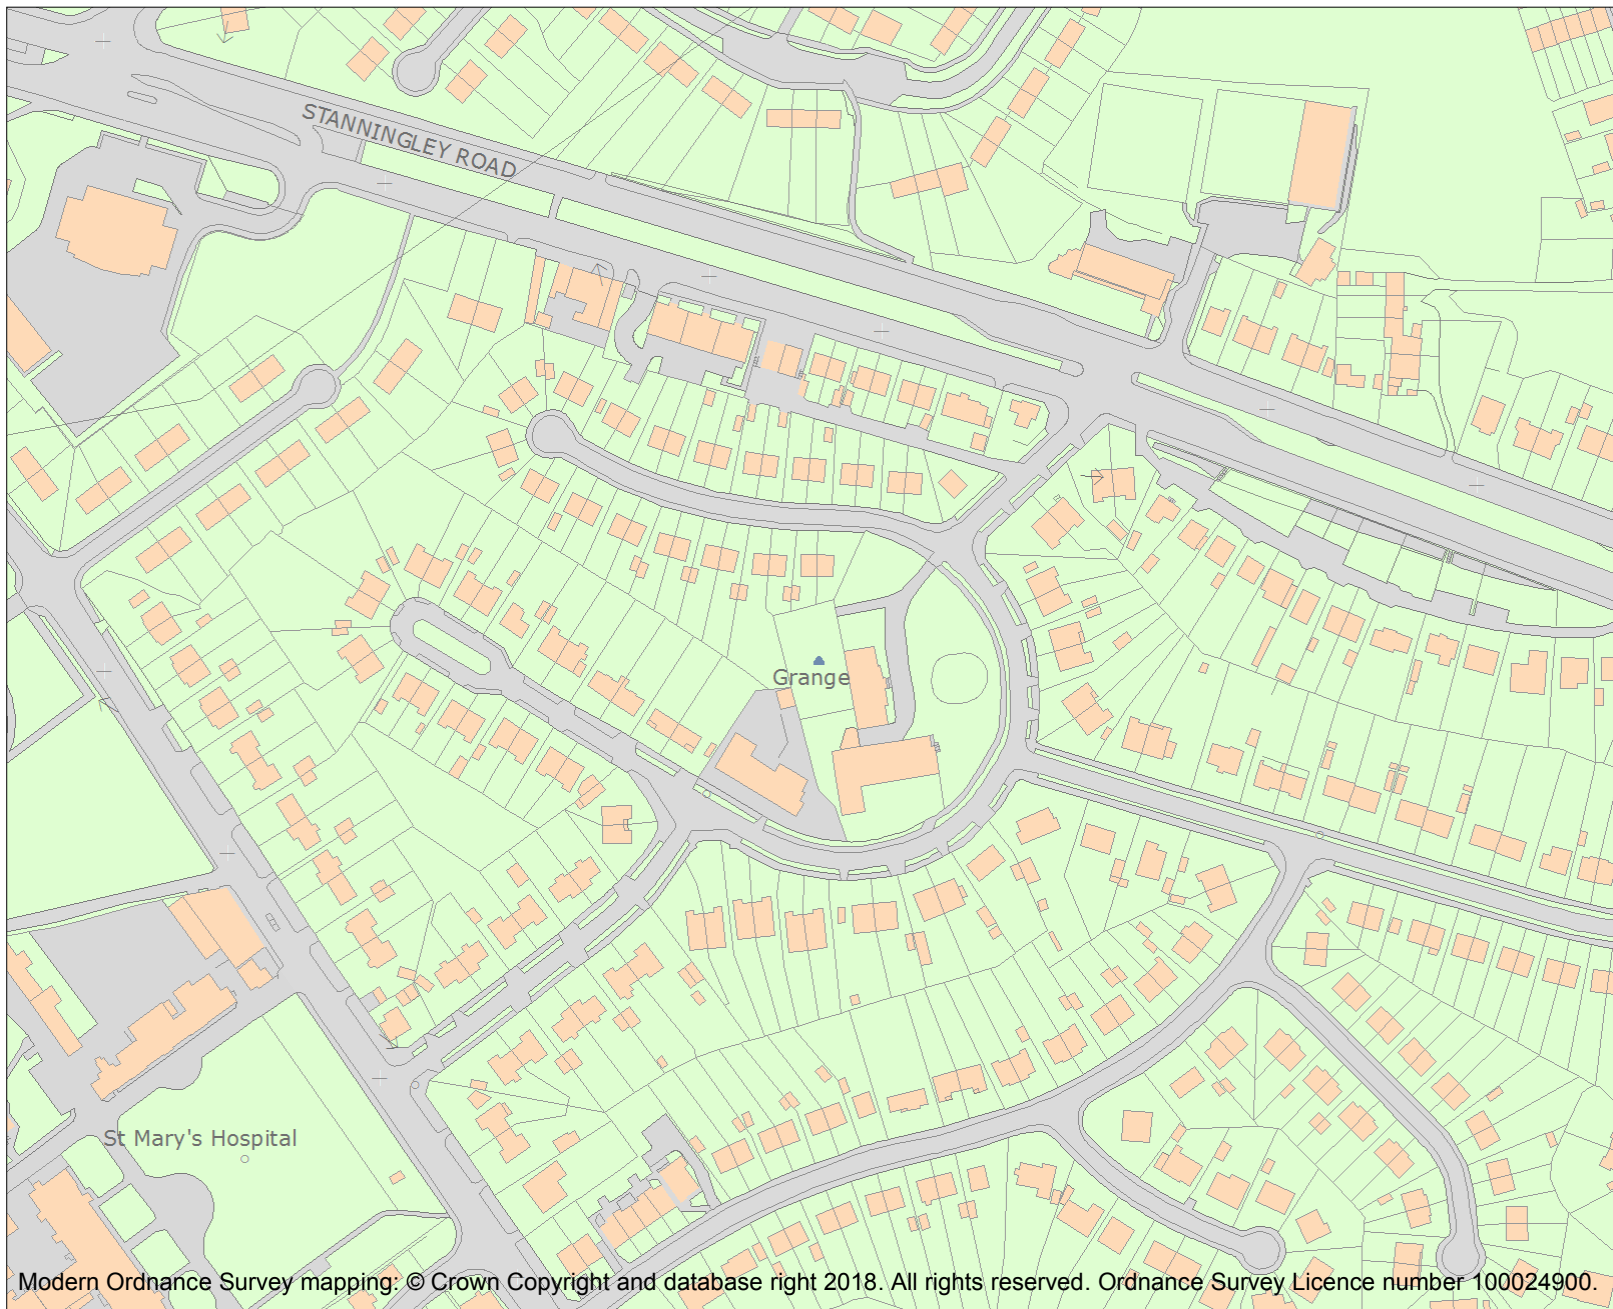 STANNINGLEY ROAD
Grange
St Mary's Hospital
Modern Ordnance Survey mapping: © Crown Copyright and database right 2018. All rights reserved. Ordnance Survey Licence number 100024900.